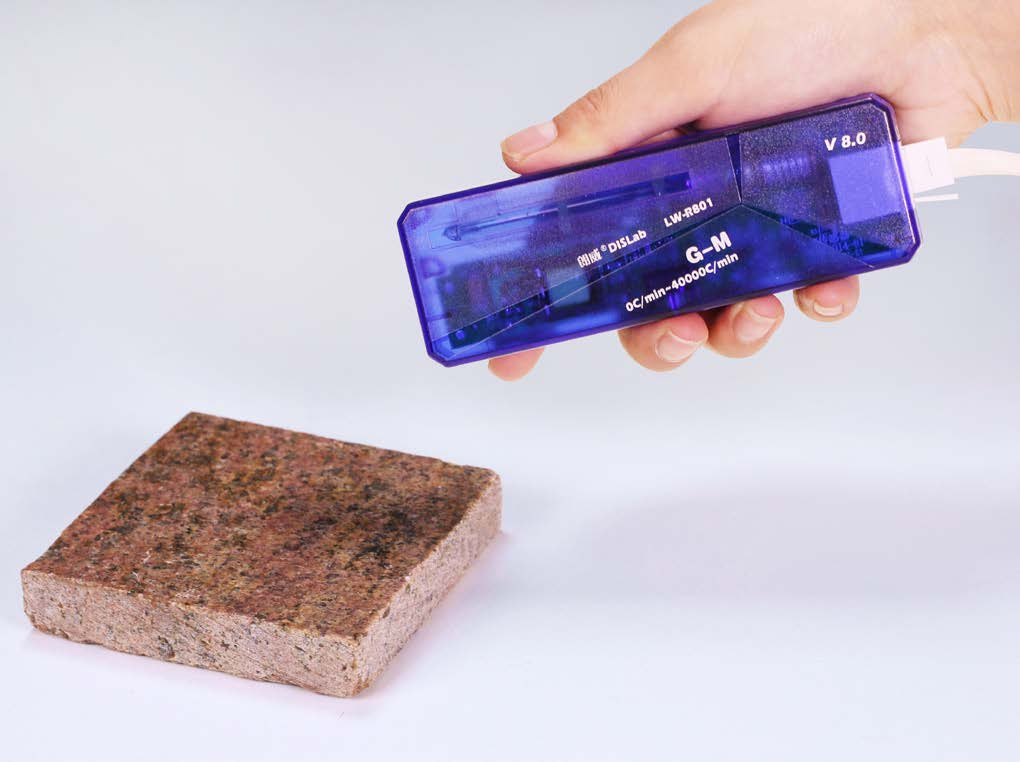 V 8.0
朗威®DISLab LW-R801
G-M
0C/min~40000C/min